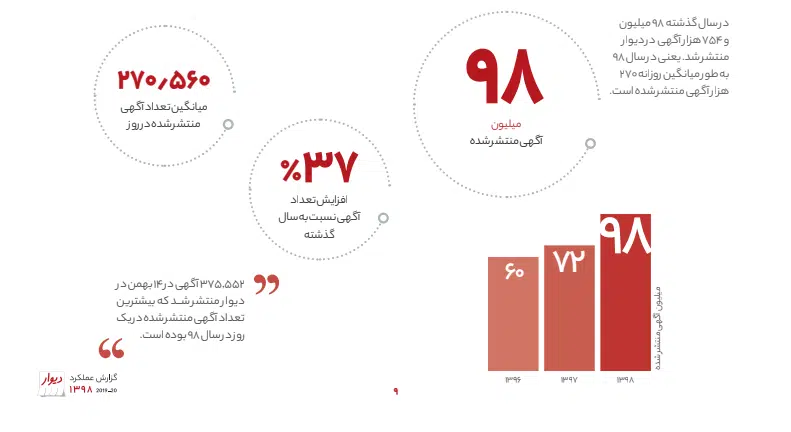 در سال گذشته ۹۸ میلیون
و ۷۵۴ هزار آگهی در دیوار
منتشر شد. یعنی در سال ۹۸
به طور میانگین روزانه ۲۷۰
هزار آگهی منتشر شده است.
۹۸
میلیون
آگهی منتشر شده
۲۷۰٫۵۶۰
میانگین تعداد آگهی
منتشر شده در روز
%۳۷
افزایش تعداد
آگهی نسبت به سال
گذشته
۳۷۵،۵۵۲ آگهی در ۱۴ بهمن در
دیوار منتشر شد که بیشترین
تعداد آگهی منتشر شده در یک
روز در سال ۹۸ بوده است.
۶۰
۷۲
۹۸
۱۳۹۶
۱۳۹۷
۱۳۹۸
میلیون آگهی منتشر شده
گزارش عملکرد
۱۳۹۸ 2019_20
دیوار
۹